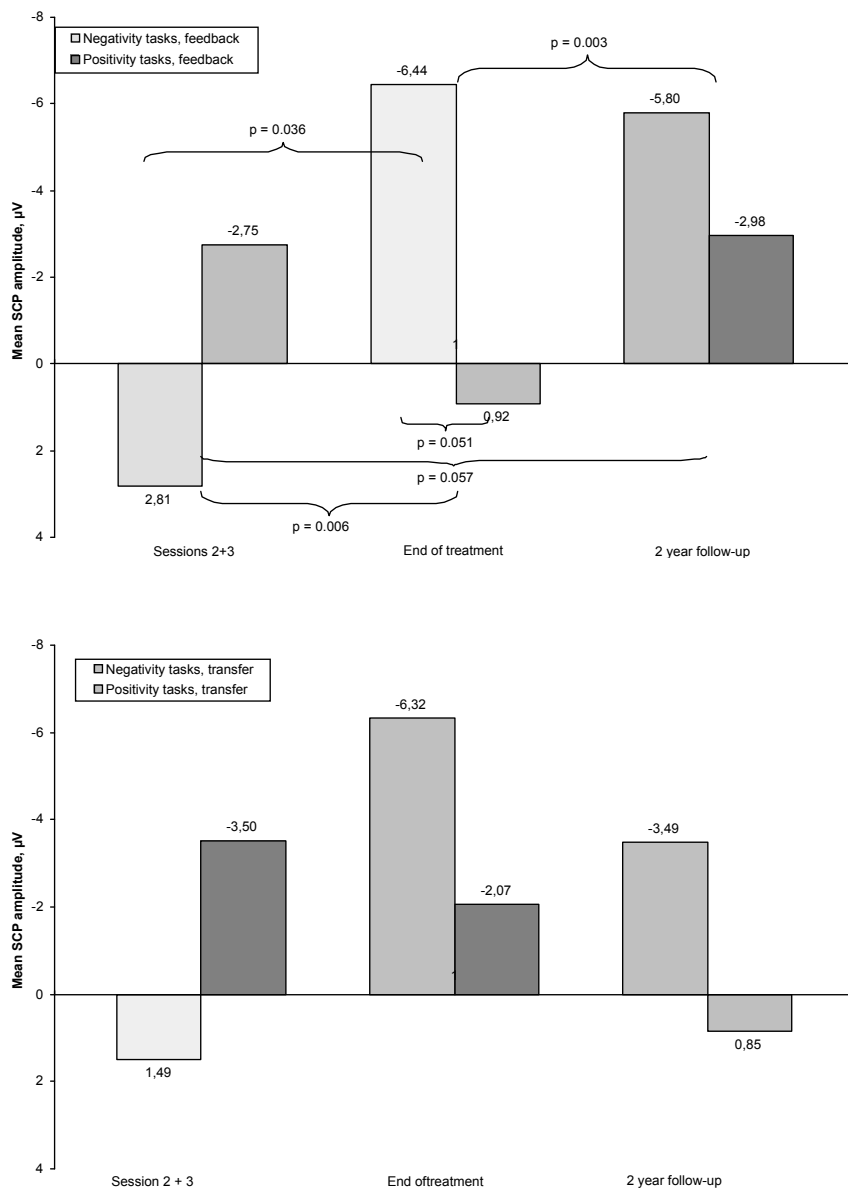 -8
Negativity tasks, feedback
Positivity tasks, feedback
p = 0.003
-6,44
-6
-5,80
p = 0.036
-4
-2,98
-2,75
-2
Mean SCP amplitude, µV
0
0,92
p = 0.051
2
p = 0.057
2,81
p = 0.006
4
Sessions 2+3 End of treatment 2 year follow-up
-8
Negativity tasks, transfer
Positivity tasks, transfer
-6,32
-6
-4
-3,50
-3,49
-2,07
-2
Mean SCP amplitude, µV
0
0,85
1,49
2
4
Session 2 + 3 End oftreatment 2 year follow-up